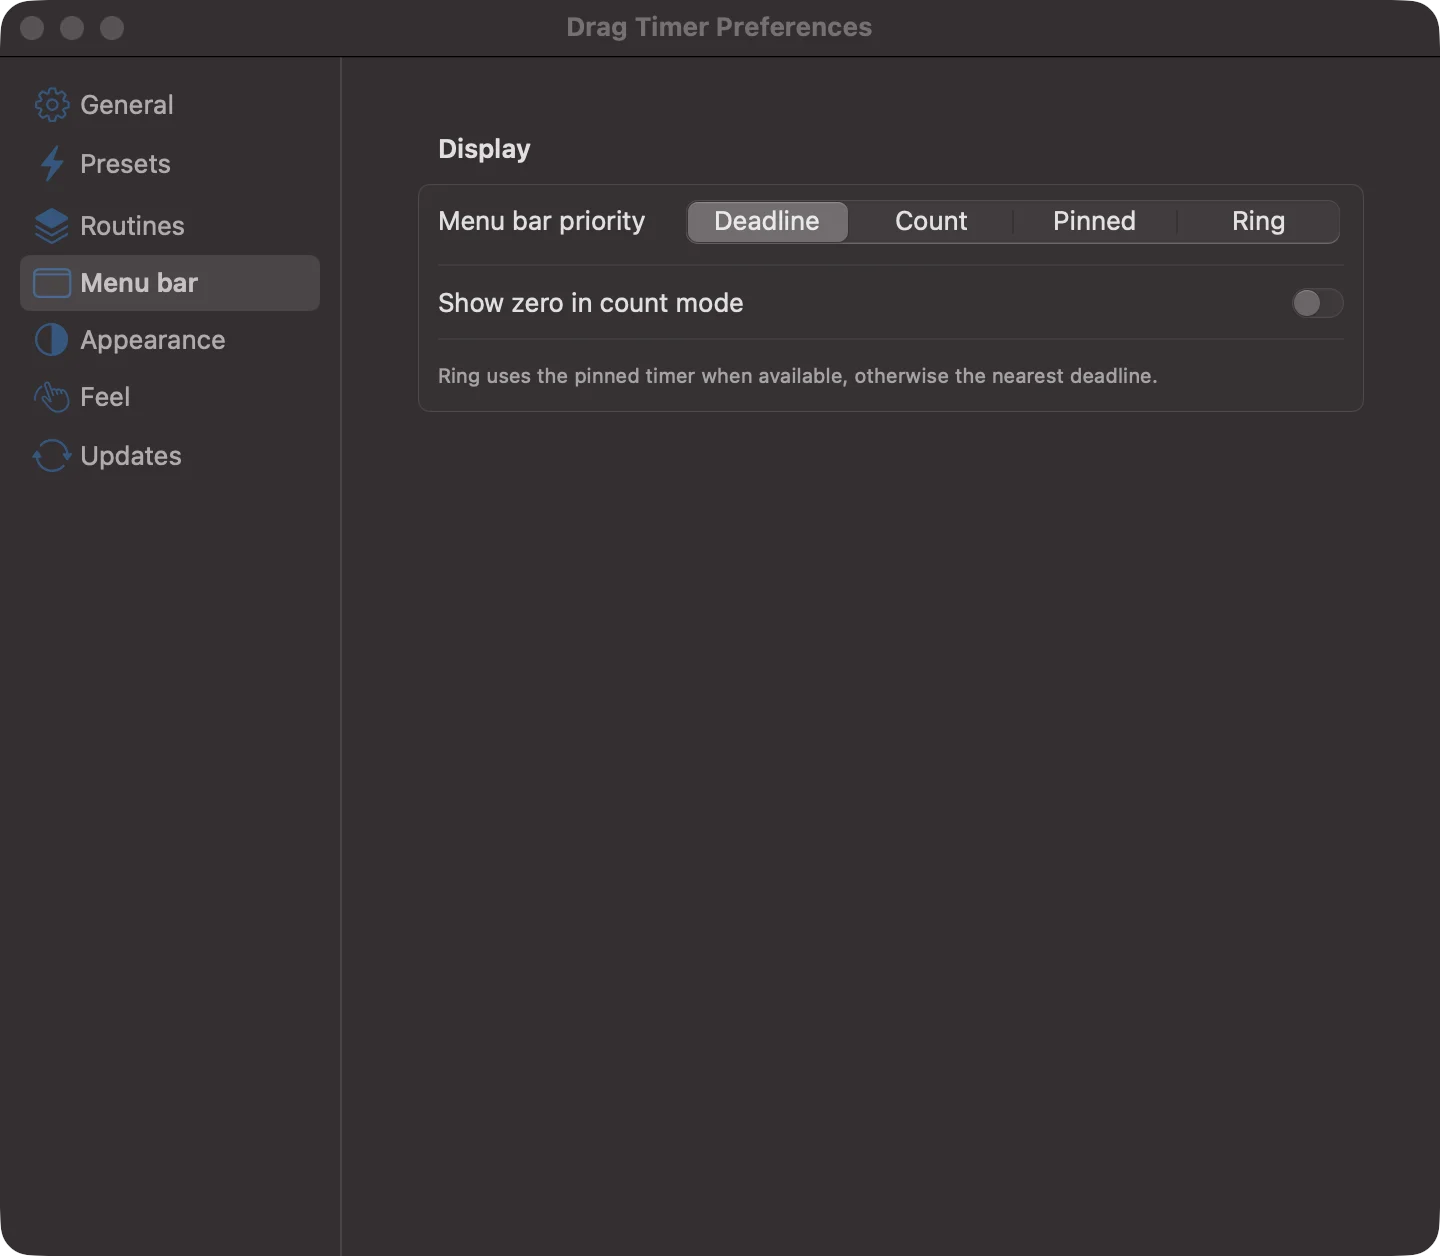 Drag Timer Preferences
General
Presets
Routines
Menu bar
Appearance
Feel
Updates
Display
Menu bar priority Deadline Count Pinned Ring
Show zero in count mode
Ring uses the pinned timer when available, otherwise the nearest deadline.